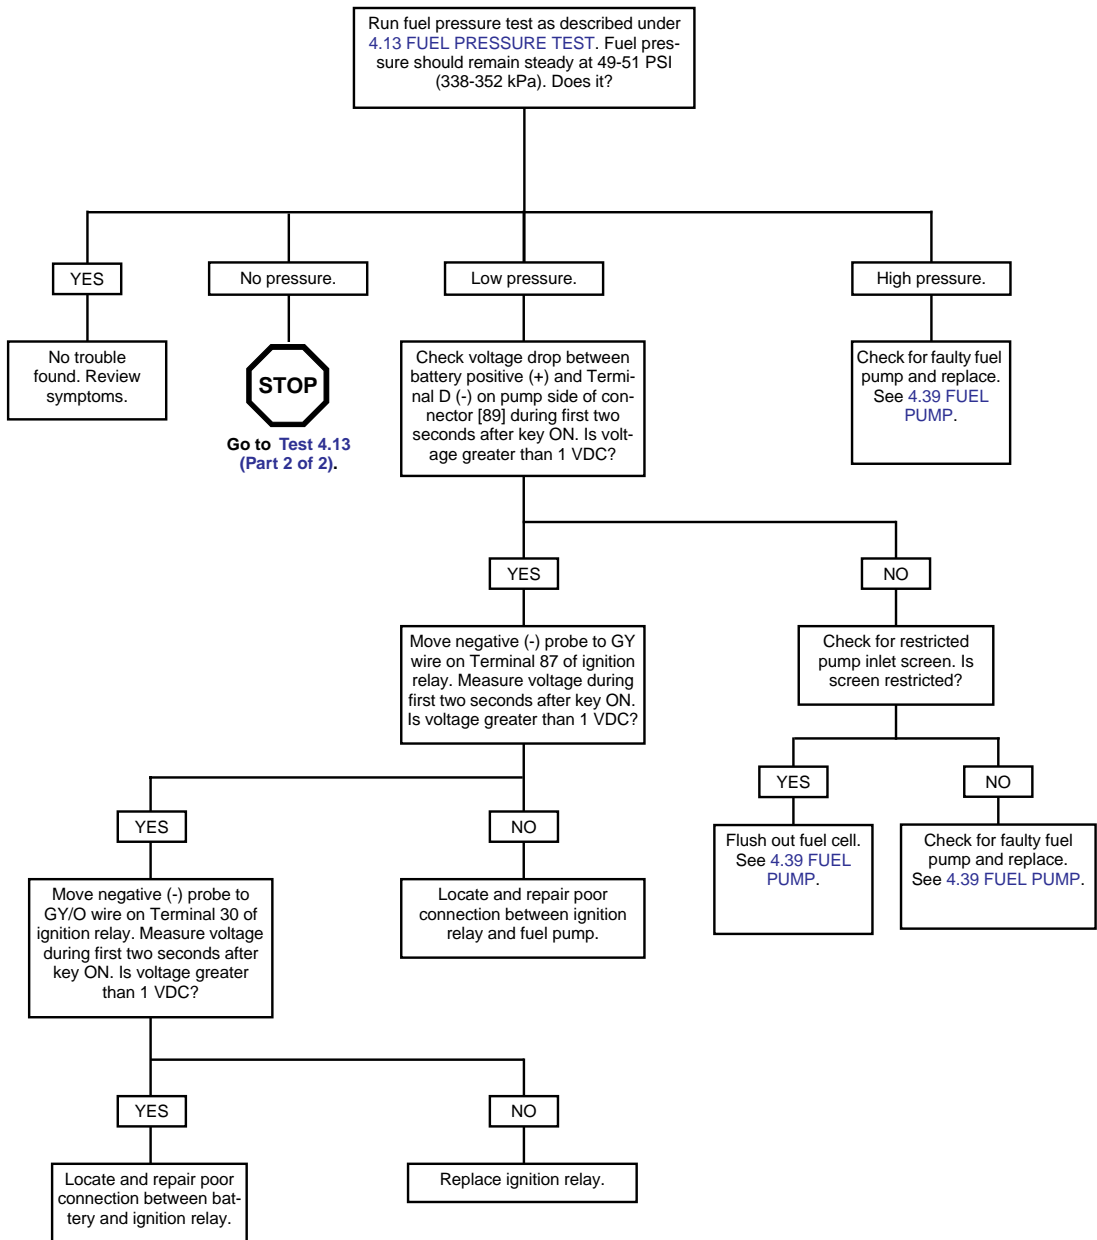 Run fuel pressure test as described under
4.13 FUEL PRESSURE TEST. Fuel pres-
sure should remain steady at 49-51 PSI
(338-352 kPa). Does it?
YES
No pressure.
Low pressure.
High pressure.
No trouble
found. Review
symptoms.
STOP
Go to Test 4.13
(Part 2 of 2).
Check voltage drop between
battery positive (+) and Termi-
nal D (-) on pump side of con-
nector [89] during first two
seconds after key ON. Is volt-
age greater than 1 VDC?
Check for faulty fuel
pump and replace.
See 4.39 FUEL
PUMP.
YES
NO
Move negative (-) probe to GY
wire on Terminal 87 of ignition
relay. Measure voltage during
first two seconds after key ON.
Is voltage greater than 1 VDC?
Check for restricted
pump inlet screen. Is
screen restricted?
YES
NO
YES
NO
Flush out fuel cell.
See 4.39 FUEL
PUMP.
Check for faulty fuel
pump and replace.
See 4.39 FUEL PUMP.
Move negative (-) probe to
GY/O wire on Terminal 30 of
ignition relay. Measure voltage
during first two seconds after
key ON. Is voltage greater
than 1 VDC?
Locate and repair poor
connection between ignition
relay and fuel pump.
YES
NO
Locate and repair poor
connection between bat-
tery and ignition relay.
Replace ignition relay.